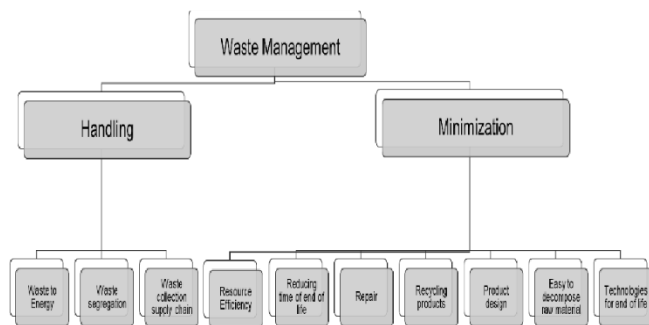 Waste Management
Handling
Minimization
Waste to
Energy
Waste
segregation
Waste
collection
supply chain
Resource
Efficiency
Reducing
time of end of
life
Repair
Recycling
products
Product
design
Easy to
decompose
raw material
Technologies
for end of life